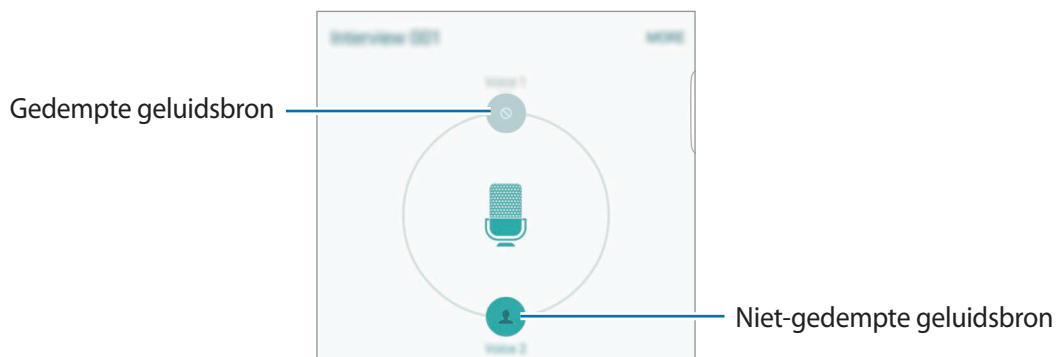 Interview 001
MORE
Voice 1
Gedempte geluidsbron
Niet-gedempte geluidsbron
Voice 2